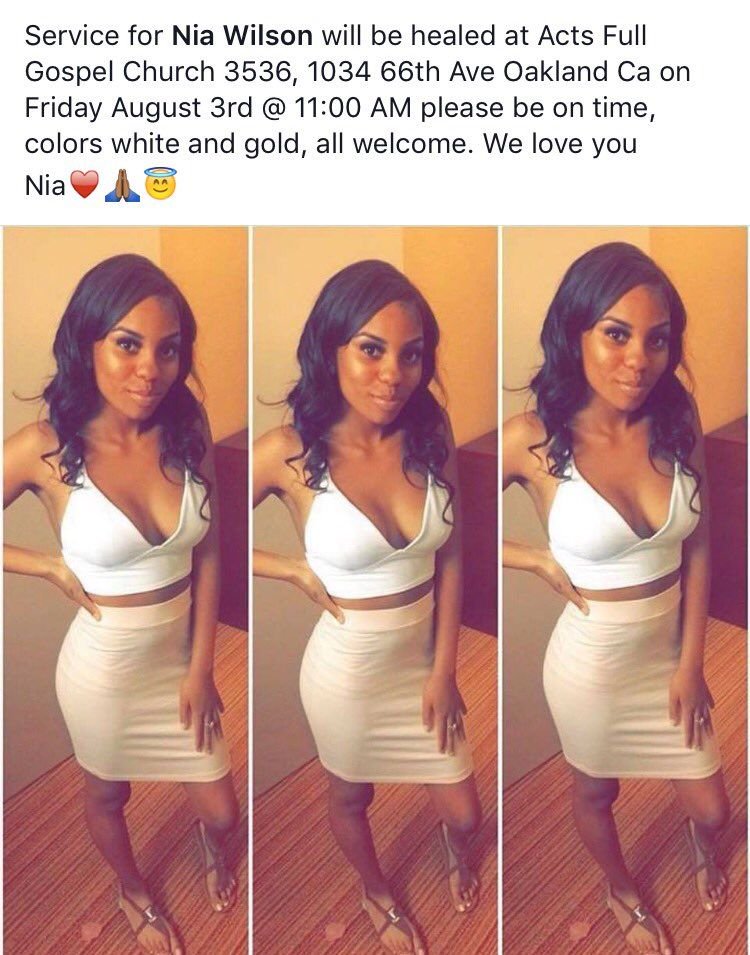 Service for Nia Wilson will be healed at Acts Full
Gospel Church 3536, 1034 66th Ave Oakland Ca on
Friday August 3rd @ 11:00 AM please be on time,
colors white and gold, all welcome. We love you
Nia❤️🙏🏾😇